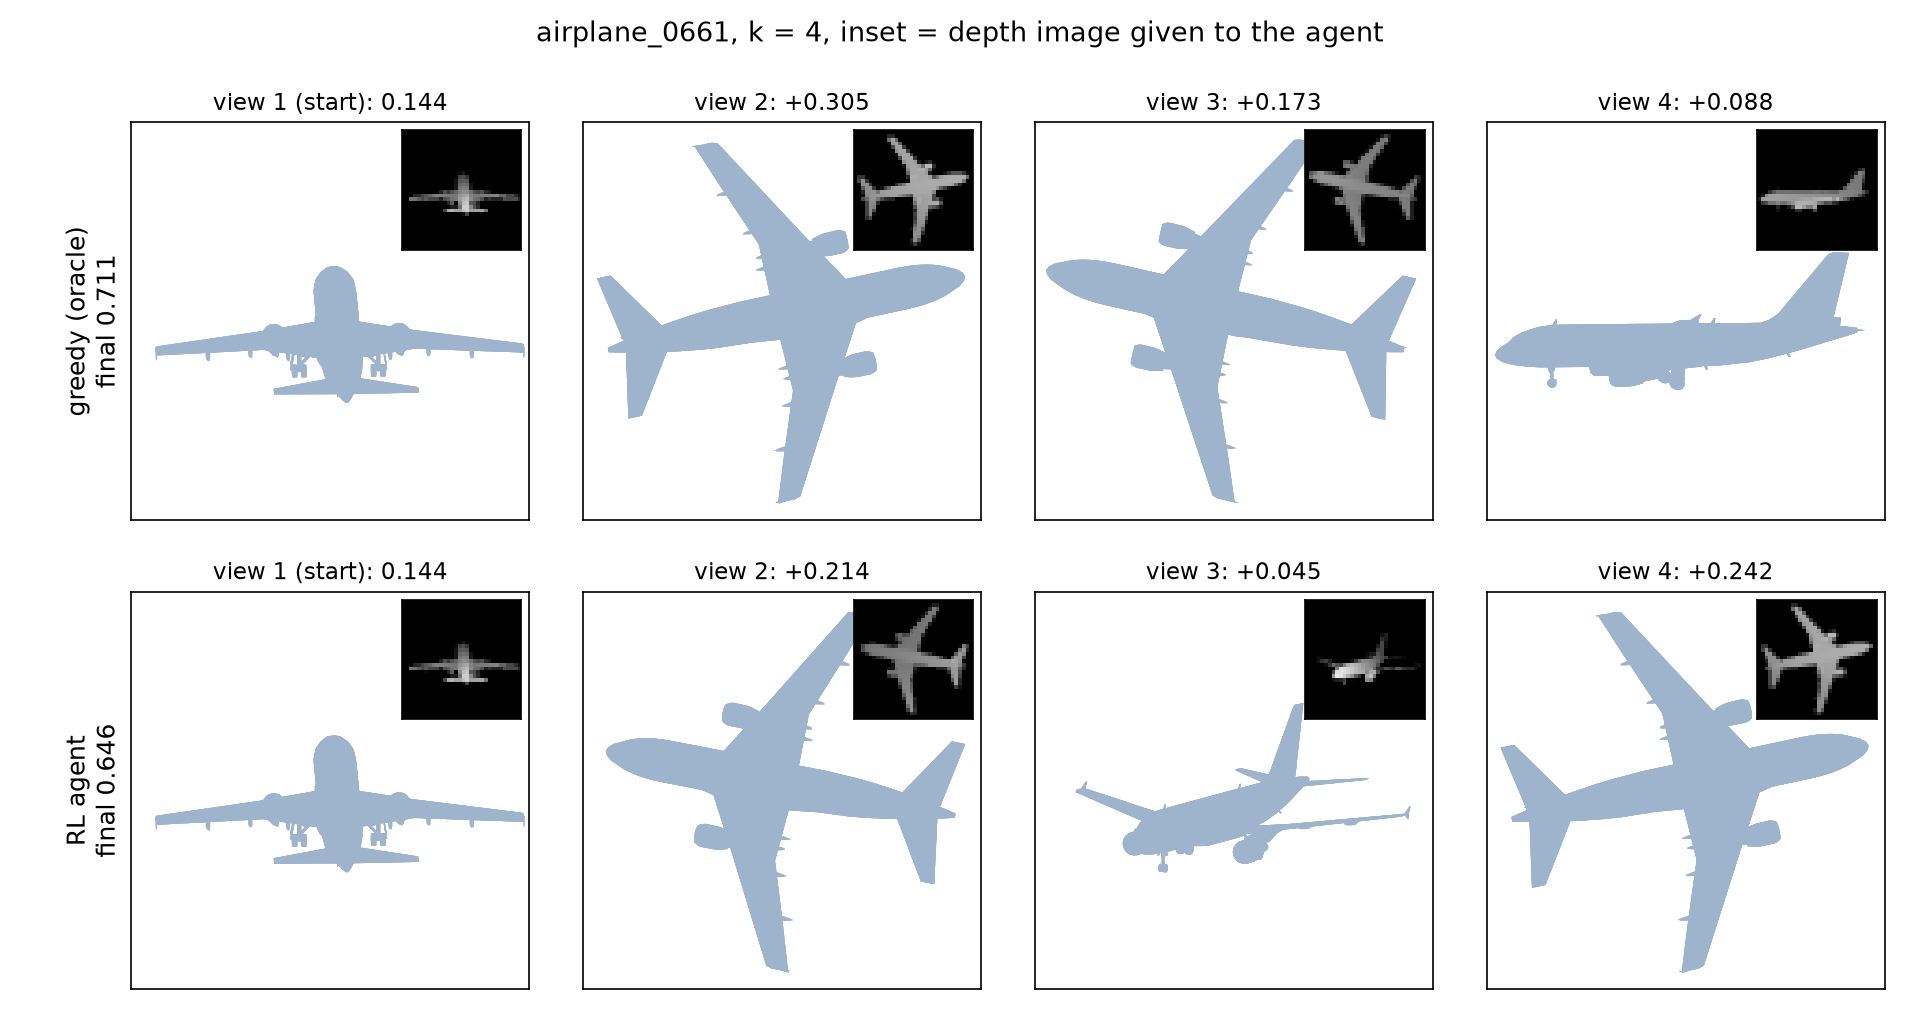 airplane_0661, k = 4, inset = depth image given to the agent
greedy (oracle)
final 0.711
view 1 (start): 0.144
view 2: +0.305
view 3: +0.173
view 4: +0.088
RL agent
final 0.646
view 1 (start): 0.144
view 2: +0.214
view 3: +0.045
view 4: +0.242